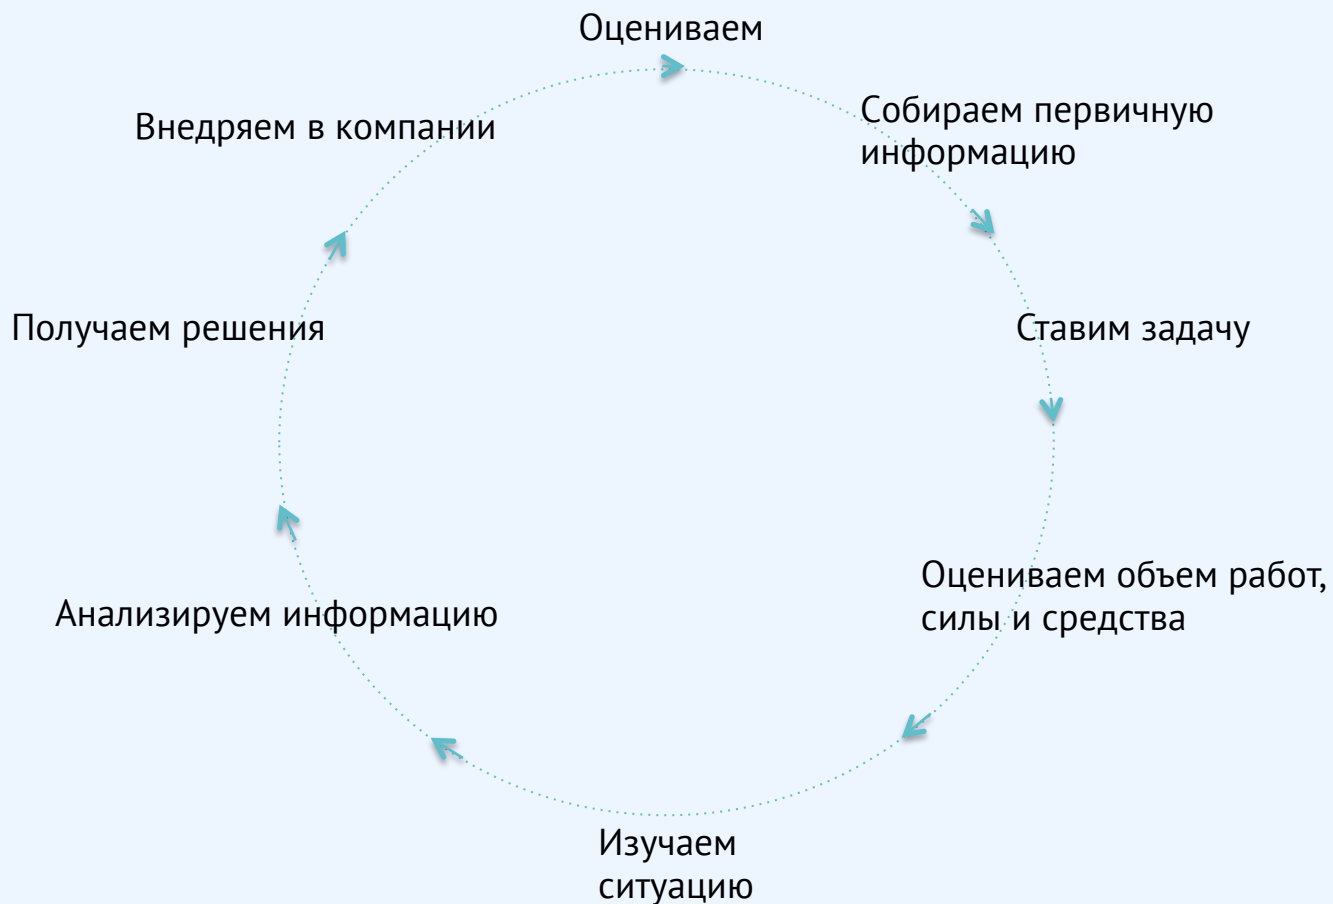 Оцениваем
Собираем первичную
информацию
Ставим задачу
Оцениваем объем работ,
силы и средства
Изучаем
ситуацию
Анализируем информацию
Получаем решения
Внедряем в компании